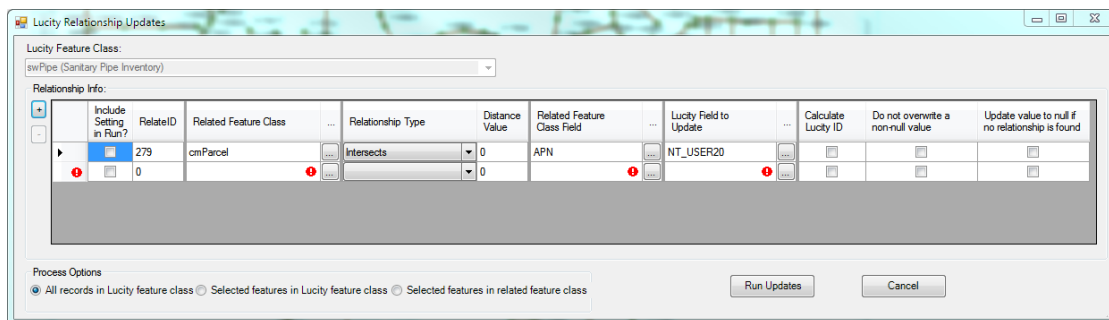 Lucity Relationship Updates
Lucity Feature Class:
swPipe (Sanitary Pipe Inventory)
Relationship Info:
+
-
Include Setting in Run? RelateID Related Feature Class ... Relationship Type Distance Value Related Feature Class Field ... Lucity Field to Update ... Calculate Lucity ID Do not overwrite a non-null value Update value to null if no relationship is found
279 cmParcel ... Intersects 0 APN ... NT_USER20 ...
0 ... 0 ... ...
Process Options
All records in Lucity feature class Selected features in Lucity feature class Selected features in related feature class
Run Updates Cancel